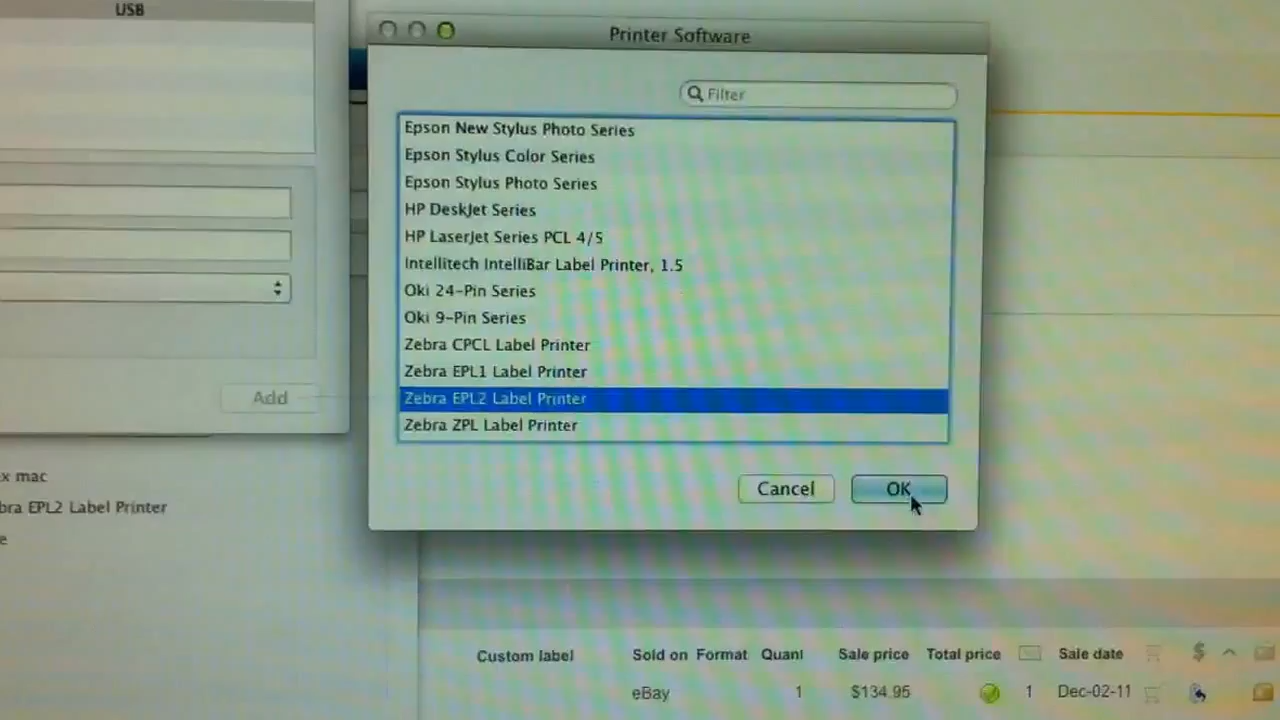 USB
Printer Software
Filter
Epson New Stylus Photo Series
Epson Stylus Color Series
Epson Stylus Photo Series
HP DeskJet Series
HP LaserJet Series PCL 4/5
Intellitech IntelliBar Label Printer, 1.5
Oki 24-Pin Series
Oki 9-Pin Series
Zebra CPCL Label Printer
Zebra EPL1 Label Printer
Zebra EPL2 Label Printer
Zebra ZPL Label Printer
Cancel OK
Add
x mac
bra EPL2 Label Printer
e
Custom label Sold on Format Quant Sale price Total price Sale date $
eBay 1 $134.95 1 Dec-02-11